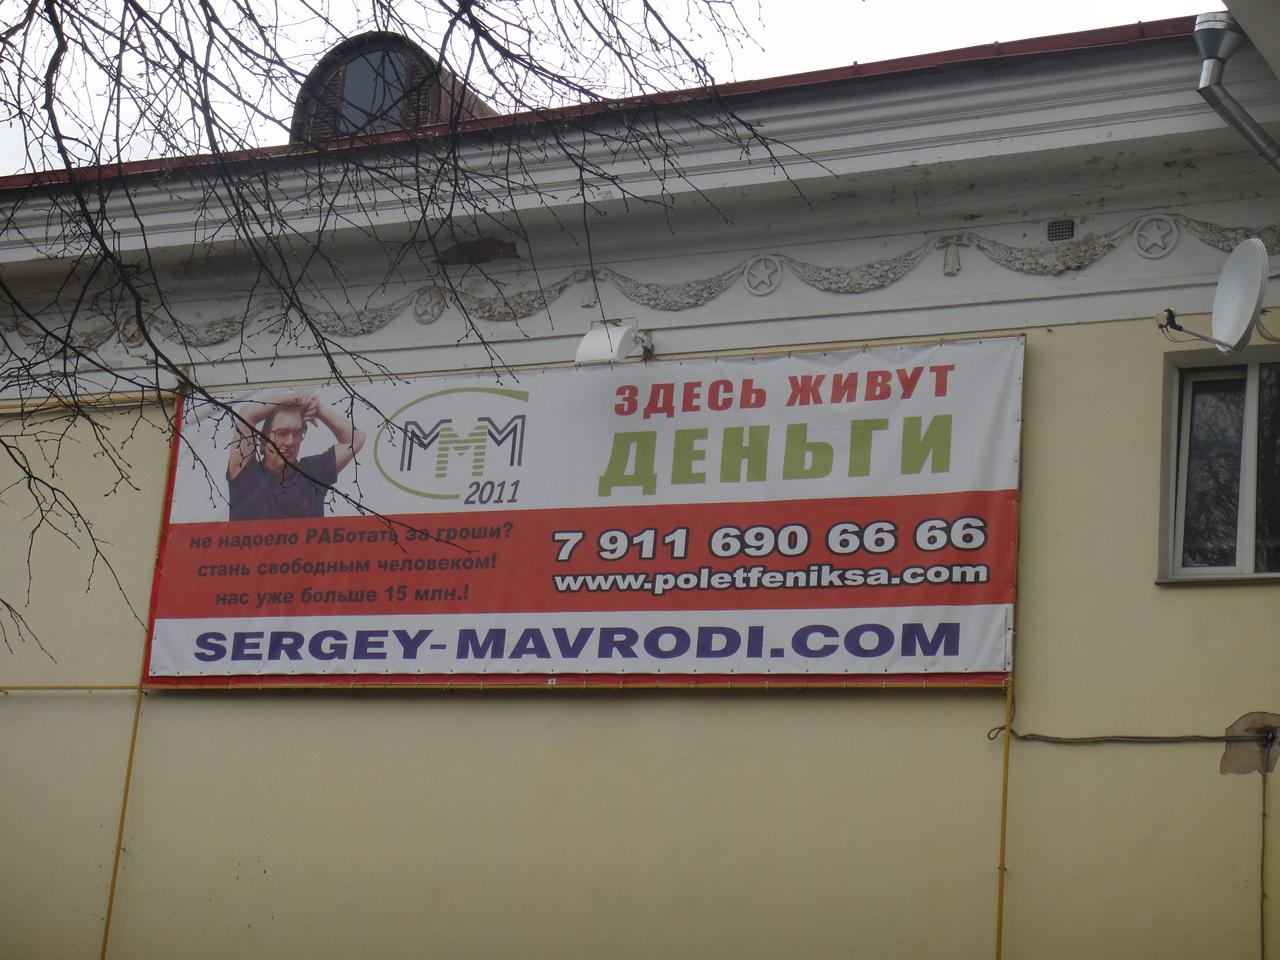 МММ
2011
ЗДЕСЬ ЖИВУТ
ДЕНЬГИ
не надоело РАБотать за гроши?
стань свободным человеком!
нас уже больше 15 млн.!
7 911 690 66 66
www.poletfeniksa.com
SERGEY-MAVRODI.COM